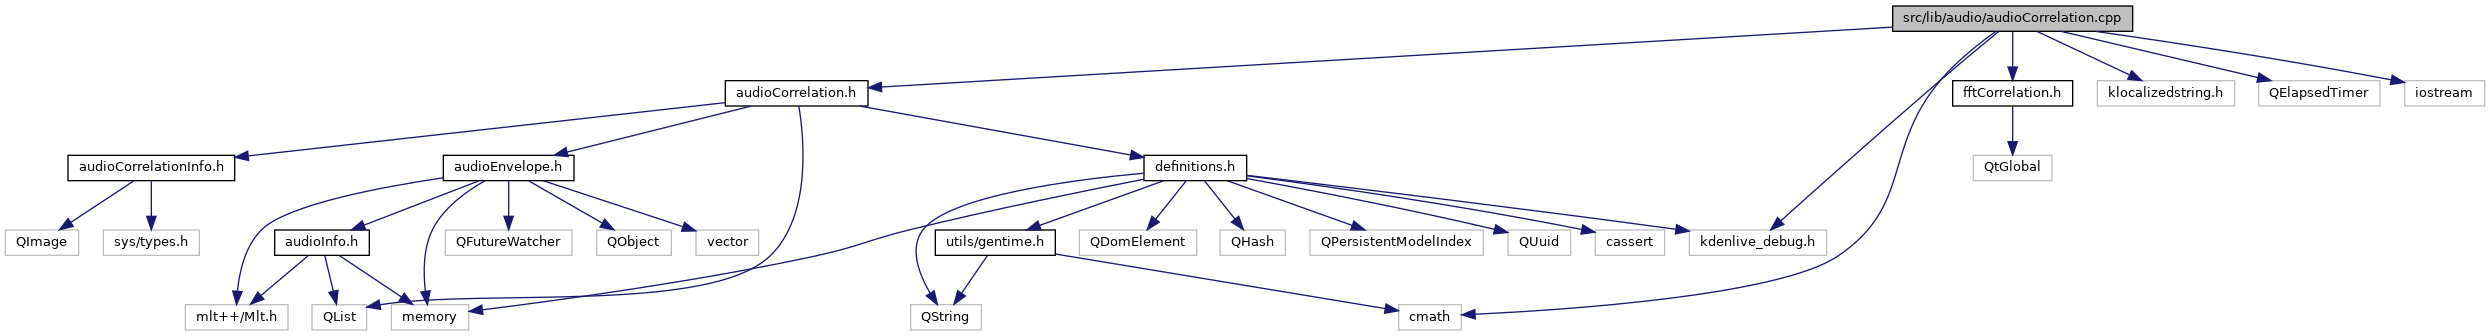 src/lib/audio/audioCorrelation.cpp
audioCorrelation.h
fftCorrelation.h
klocalizedstring.h
QElapsedTimer
iostream
audioCorrelationInfo.h
audioEnvelope.h
definitions.h
QtGlobal
QImage
sys/types.h
audioInfo.h
QFutureWatcher
QObject
vector
utils/gentime.h
QDomElement
QHash
QPersistentModelIndex
QUuid
cassert
kdenlive_debug.h
mlt++/Mlt.h
QList
memory
QString
cmath